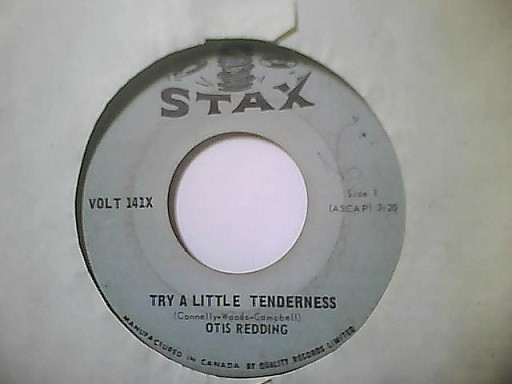 STAX
VOLT 141X
Side 1
(ASCAP) 3:20
TRY A LITTLE TENDERNESS
(Connelly-Woods-Campbell)
OTIS REDDING
MANUFACTURED IN CANADA BY QUALITY RECORDS LIMITED